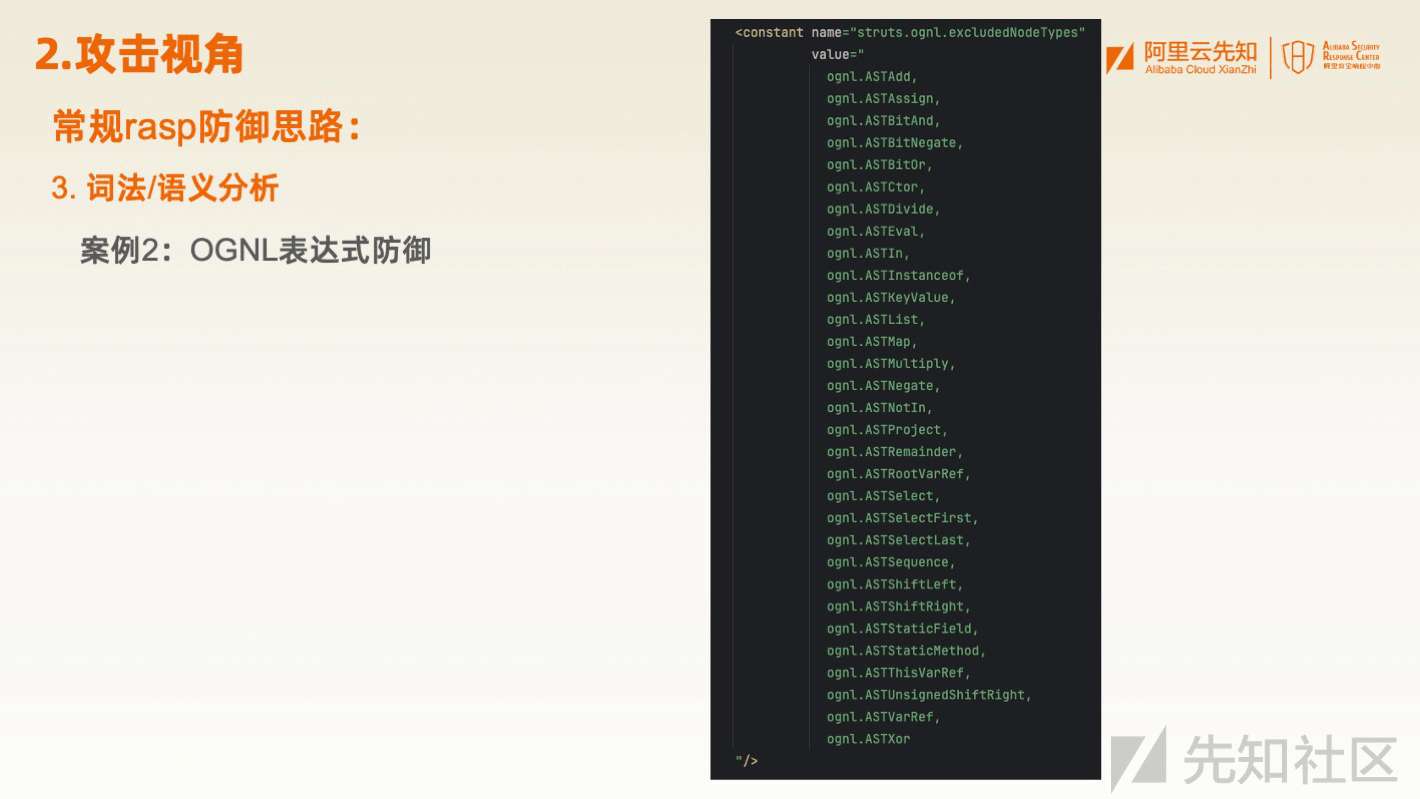 2.攻击视角
常规rasp防御思路：
3. 词法/语义分析
案例2：OGNL表达式防御
<constant name="struts.ognl.excludedNodeTypes"
value="
ognl.ASTAdd,
ognl.ASTAssign,
ognl.ASTBitAnd,
ognl.ASTBitNegate,
ognl.ASTBitOr,
ognl.ASTCtor,
ognl.ASTDivide,
ognl.ASTEval,
ognl.ASTIn,
ognl.ASTInstanceof,
ognl.ASTKeyValue,
ognl.ASTList,
ognl.ASTMap,
ognl.ASTMultiply,
ognl.ASTNegate,
ognl.ASTNotIn,
ognl.ASTProject,
ognl.ASTRemainder,
ognl.ASTRootVarRef,
ognl.ASTSelect,
ognl.ASTSelectFirst,
ognl.ASTSelectLast,
ognl.ASTSequence,
ognl.ASTShiftLeft,
ognl.ASTShiftRight,
ognl.ASTStaticField,
ognl.ASTStaticMethod,
ognl.ASTThisVarRef,
ognl.ASTUnsignedShiftRight,
ognl.ASTVarRef,
ognl.ASTXor
"/>
阿里云先知
Alibaba Cloud XianZhi
Alibaba Security
Response Center
阿里安全响应中心
先知社区